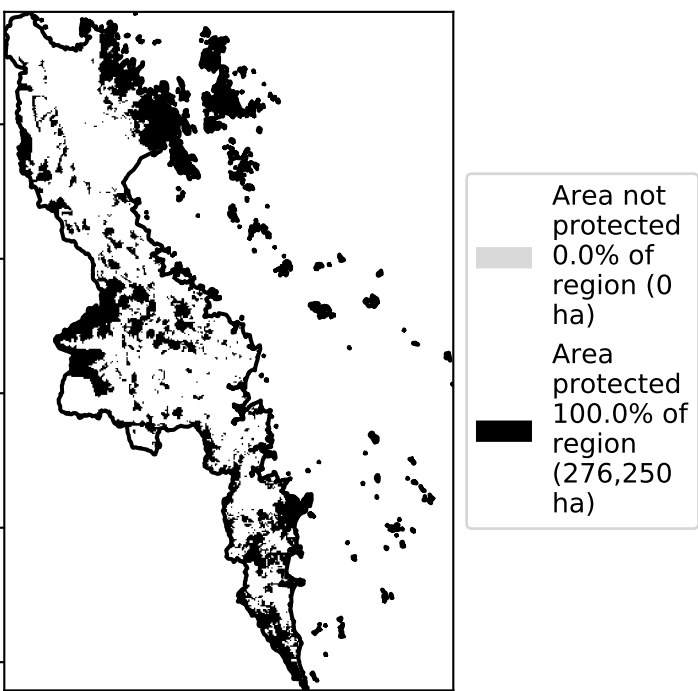 Area not
protected
0.0% of
region (0
ha)
Area
protected
100.0% of
region
(276,250
ha)